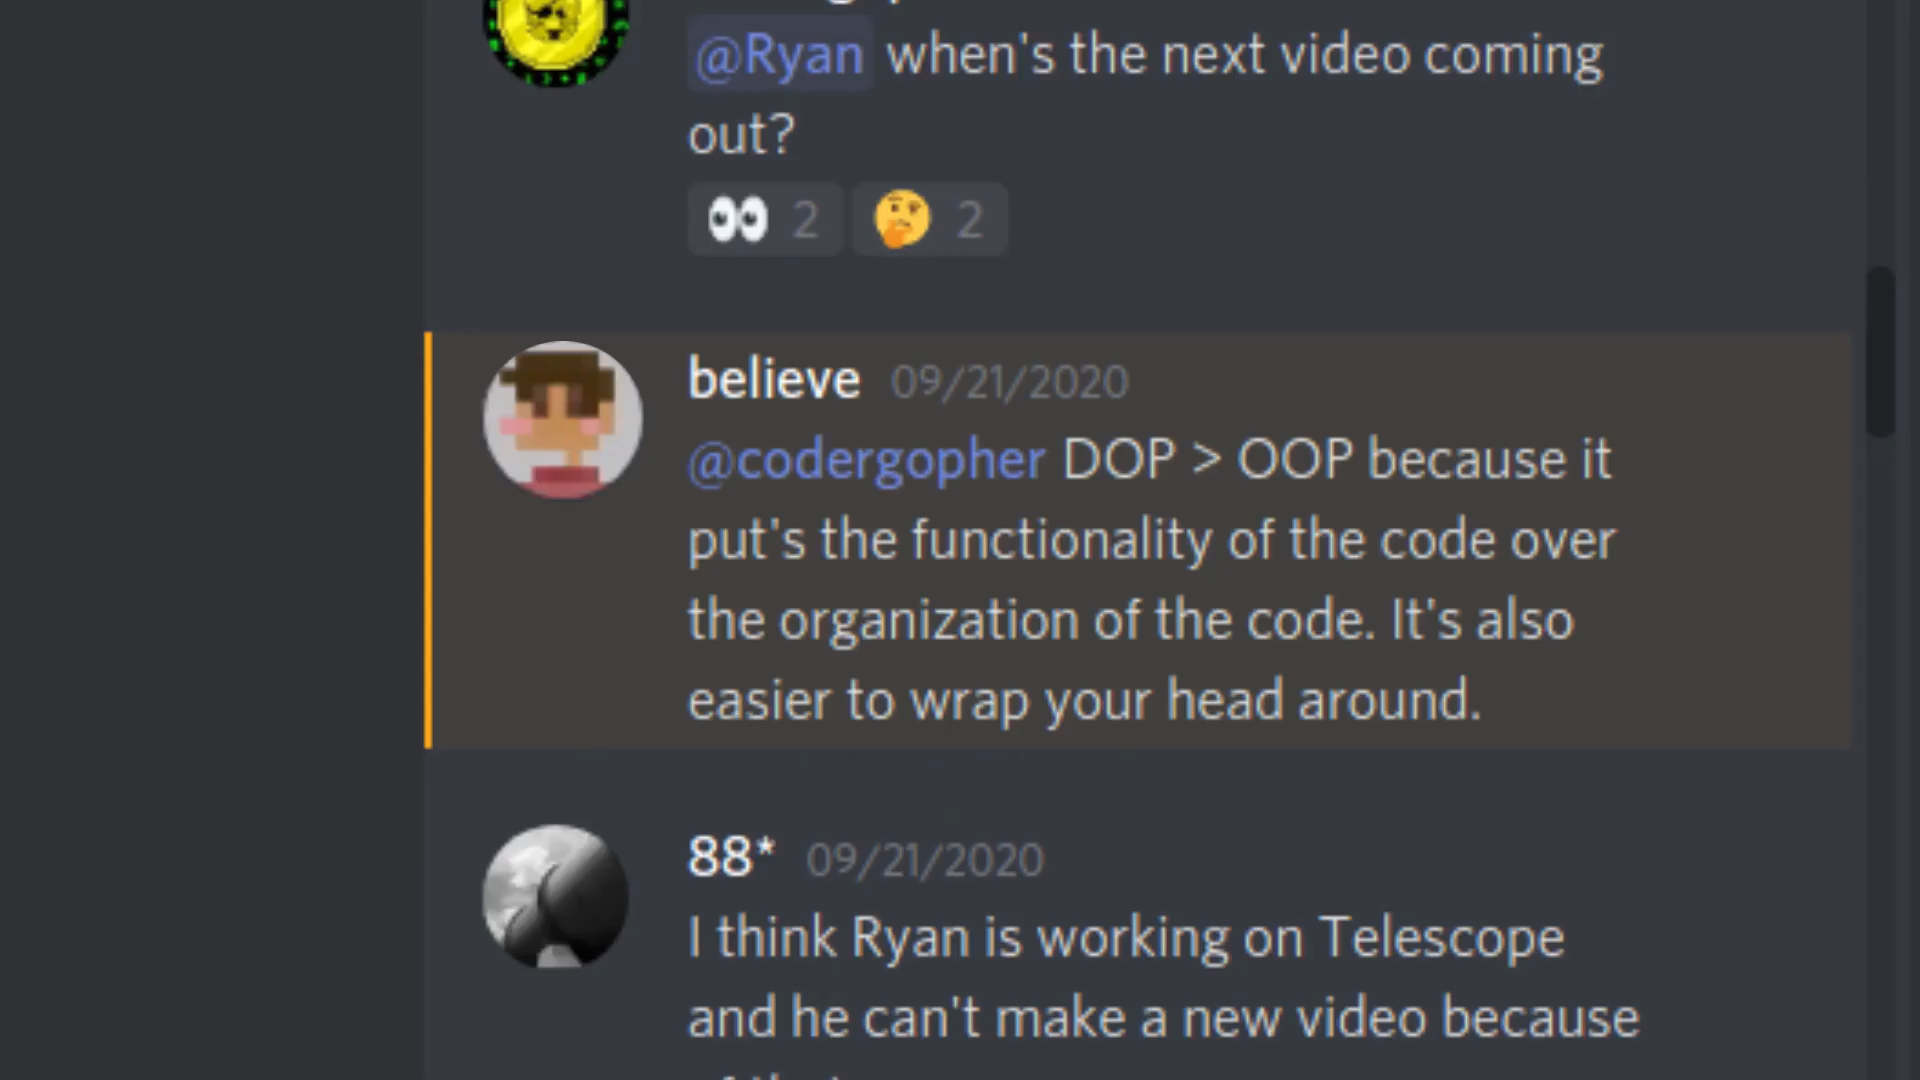 @Ryan when's the next video coming
out?
2 2
believe 09/21/2020
@codergopher DOP > OOP because it
put's the functionality of the code over
the organization of the code. It's also
easier to wrap your head around.
88* 09/21/2020
I think Ryan is working on Telescope
and he can't make a new video because